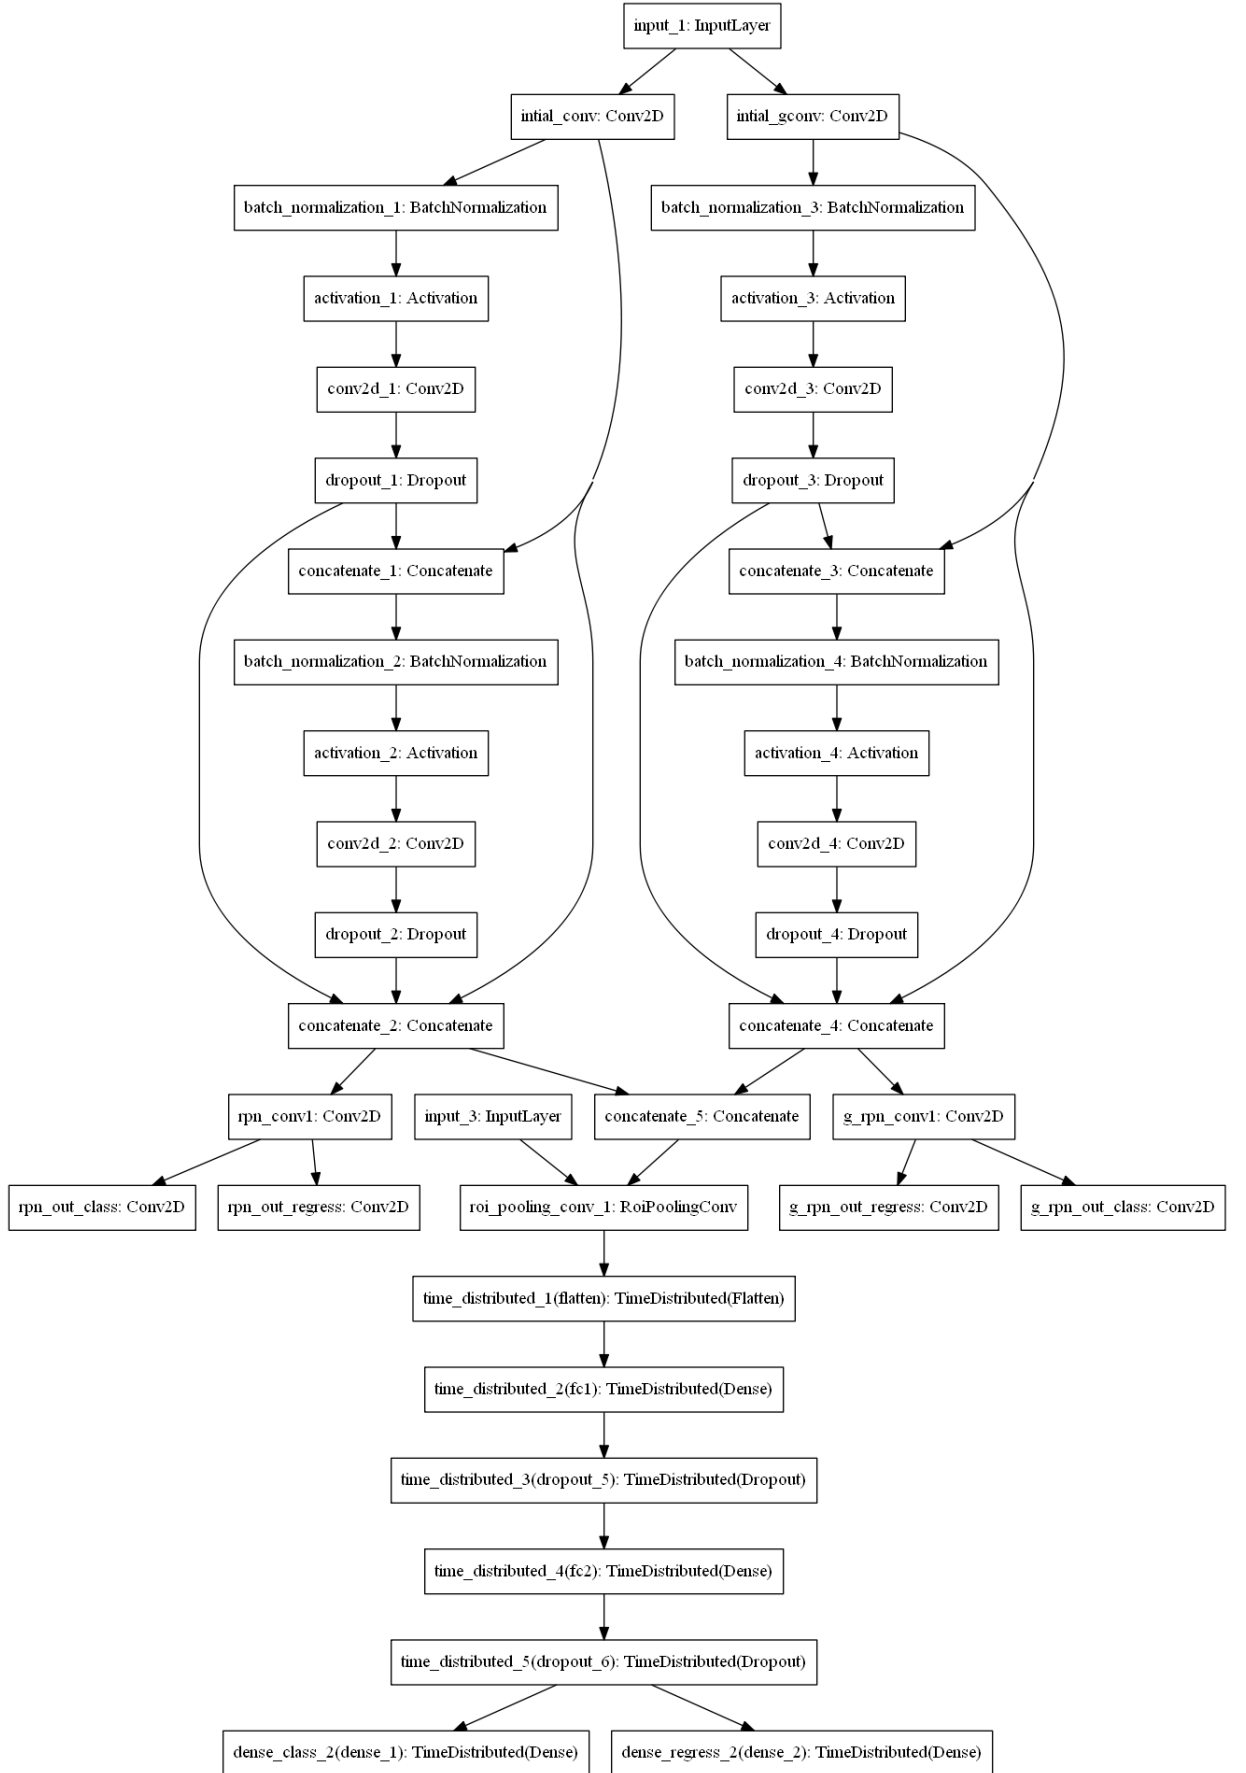 input_1: InputLayer
intial_conv: Conv2D
intial_gconv: Conv2D
batch_normalization_1: BatchNormalization
batch_normalization_3: BatchNormalization
activation_1: Activation
activation_3: Activation
conv2d_1: Conv2D
conv2d_3: Conv2D
dropout_1: Dropout
dropout_3: Dropout
concatenate_1: Concatenate
concatenate_3: Concatenate
batch_normalization_2: BatchNormalization
batch_normalization_4: BatchNormalization
activation_2: Activation
activation_4: Activation
conv2d_2: Conv2D
conv2d_4: Conv2D
dropout_2: Dropout
dropout_4: Dropout
concatenate_2: Concatenate
concatenate_4: Concatenate
rpn_conv1: Conv2D
input_3: InputLayer
concatenate_5: Concatenate
g_rpn_conv1: Conv2D
rpn_out_class: Conv2D
rpn_out_regress: Conv2D
roi_pooling_conv_1: RoiPoolingConv
g_rpn_out_regress: Conv2D
g_rpn_out_class: Conv2D
time_distributed_1(flatten): TimeDistributed(Flatten)
time_distributed_2(fc1): TimeDistributed(Dense)
time_distributed_3(dropout_5): TimeDistributed(Dropout)
time_distributed_4(fc2): TimeDistributed(Dense)
time_distributed_5(dropout_6): TimeDistributed(Dropout)
dense_class_2(dense_1): TimeDistributed(Dense)
dense_regress_2(dense_2): TimeDistributed(Dense)